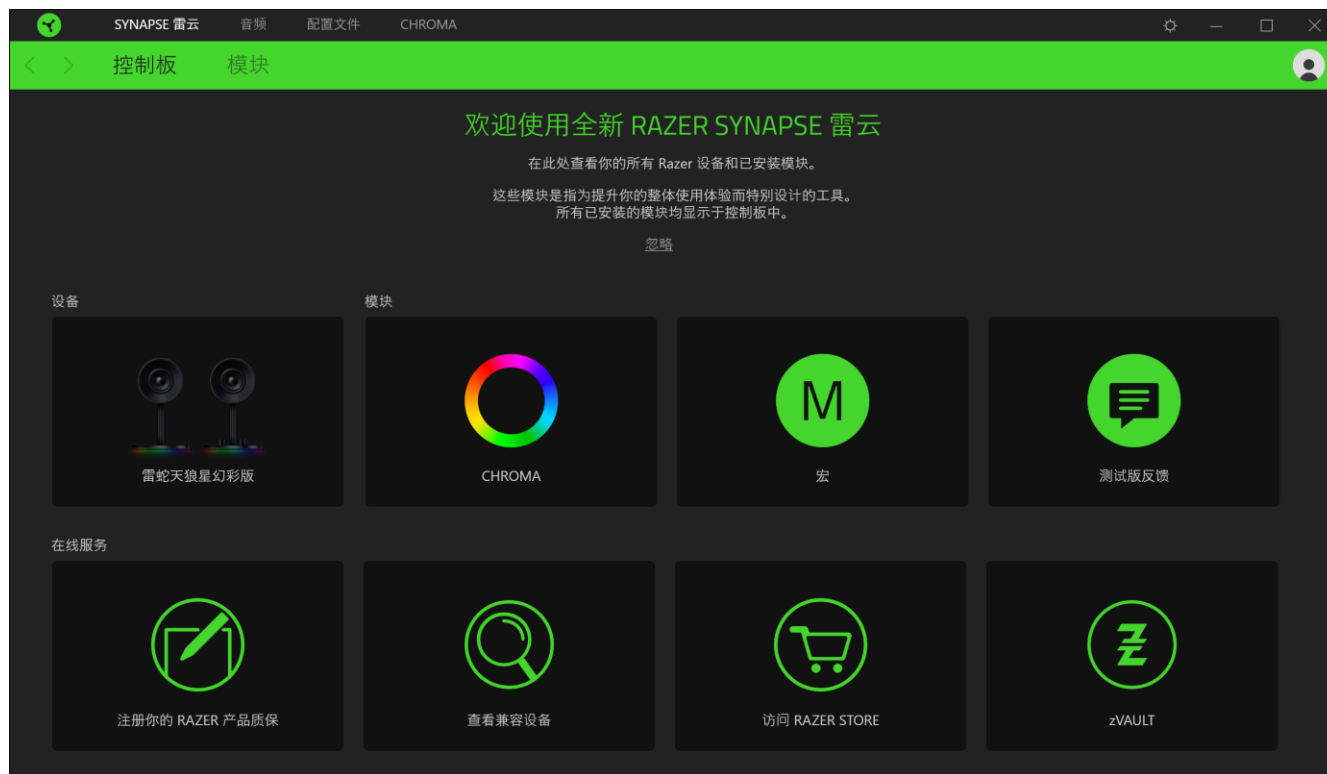 SYNAPSE 雷云 音频 配置文件 CHROMA
控制板 模块
欢迎使用全新 RAZER SYNAPSE 雷云
在此处查看你的所有 Razer 设备和已安装模块。
这些模块是指为提升你的整体使用体验而特别设计的工具。
所有已安装的模块均显示于控制板中。
忽略
设备 模块
M
雷蛇天狼星幻彩版 CHROMA 宏 测试版反馈
在线服务
注册你的 RAZER 产品质保 查看兼容设备 访问 RAZER STORE zVAULT